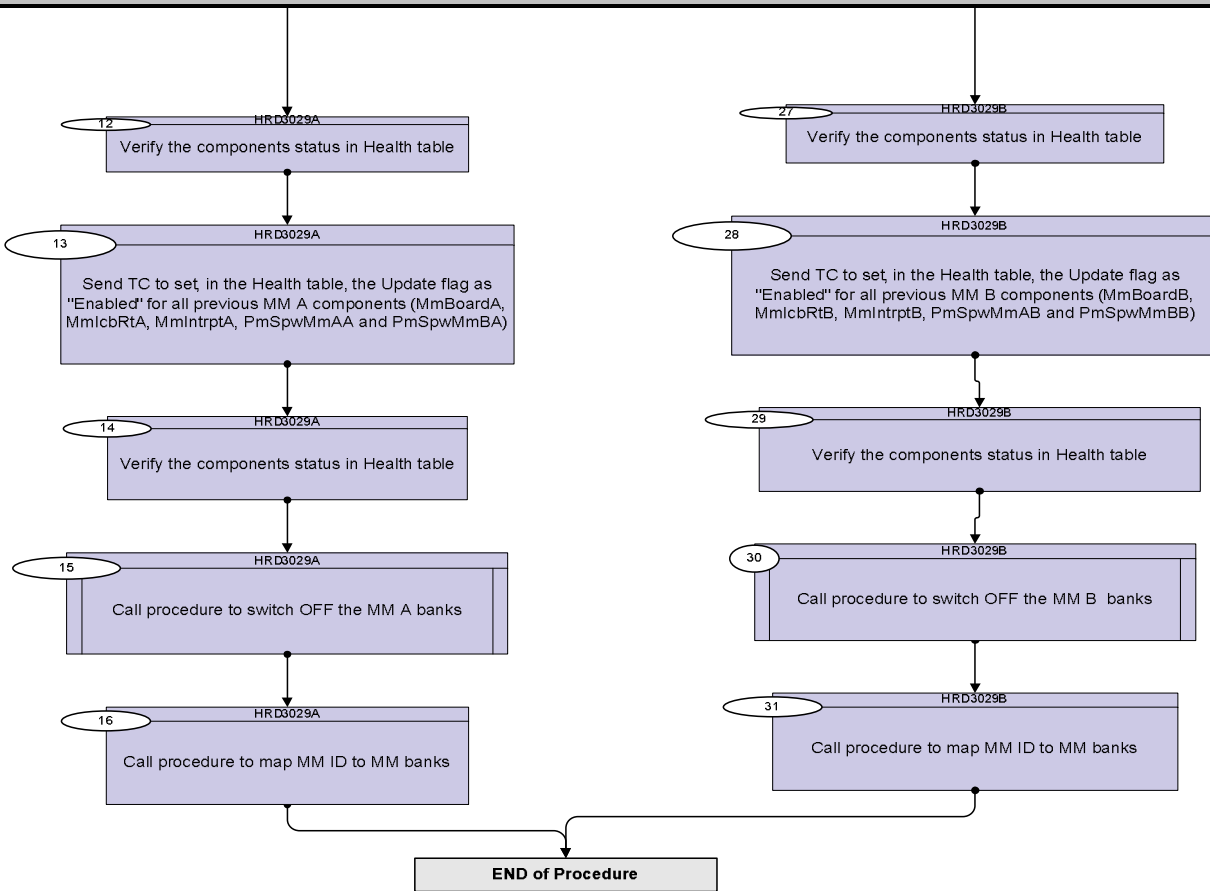 HRD3029A
12
Verify the components status in Health table
HRD3029A
13
Send TC to set, in the Health table, the Update flag as
"Enabled" for all previous MM A components (MmBoardA,
MmIcbRtA, MmIntrptA, PmSpwMmAA and PmSpwMmBA)
HRD3029A
14
Verify the components status in Health table
HRD3029A
15
Call procedure to switch OFF the MM A banks
HRD3029A
16
Call procedure to map MM ID to MM banks
HRD3029B
27
Verify the components status in Health table
HRD3029B
28
Send TC to set, in the Health table, the Update flag as
"Enabled" for all previous MM B components (MmBoardB,
MmIcbRtB, MmIntrptB, PmSpwMmAB and PmSpwMmBB)
HRD3029B
29
Verify the components status in Health table
HRD3029B
30
Call procedure to switch OFF the MM B banks
HRD3029B
31
Call procedure to map MM ID to MM banks
END of Procedure